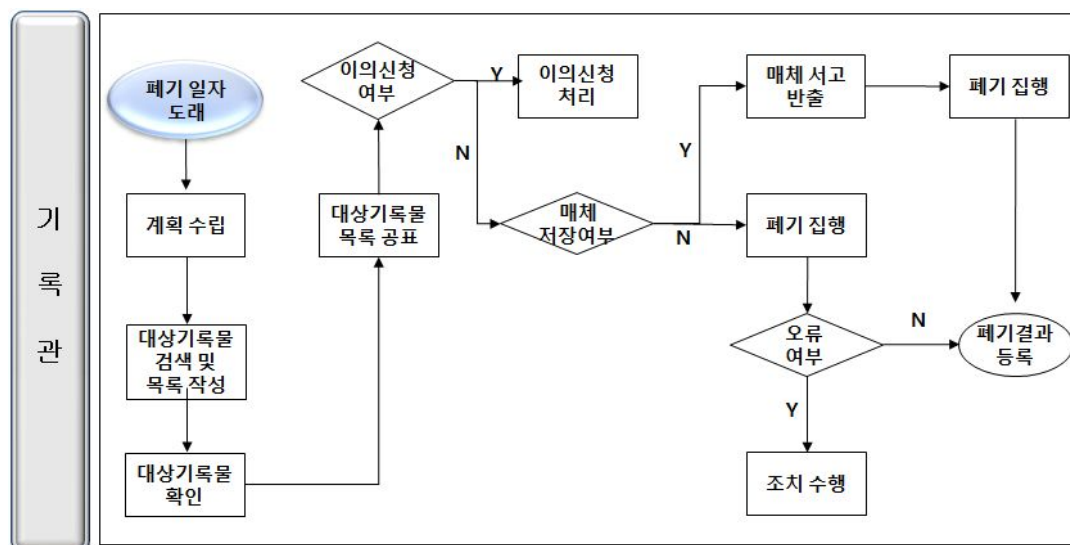 기
록
관
폐기 일자
도래
계획 수립
대상기록물
검색 및
목록 작성
대상기록물
확인
대상기록물
목록 공표
이의신청
여부
Y
이의신청
처리
N
매체
저장여부
Y
매체 서고
반출
폐기 집행
N
폐기 집행
오류
여부
N
폐기결과
등록
Y
조치 수행